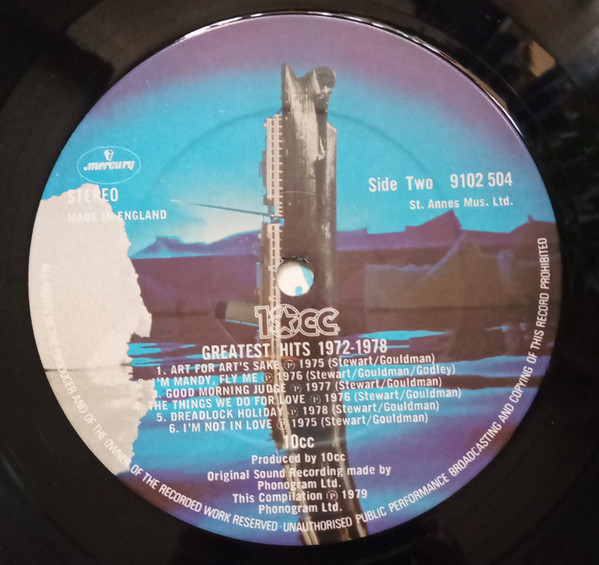 mercury
STEREO
MADE IN ENGLAND
Side Two 9102 504
St. Annes Mus. Ltd.
10cc
GREATEST HITS 1972-1978
1. ART FOR ART'S SAKE ℗ 1975 (Stewart/Gouldman)
I'M MANDY, FLY ME ℗ 1976 (Stewart/Gouldman/Godley)
3. GOOD MORNING JUDGE ℗ 1977 (Stewart/Gouldman)
THE THINGS WE DO FOR LOVE ℗ 1976 (Stewart/Gouldman)
5. DREADLOCK HOLIDAY ℗ 1978 (Stewart/Gouldman)
6. I'M NOT IN LOVE ℗ 1975 (Stewart/Gouldman)
10cc
Produced by 10cc
Original Sound Recording made by
Phonogram Ltd.
This Compilation ℗ 1979
Phonogram Ltd.
ALL RIGHTS OF THE PRODUCER AND OF THE OWNER OF THE RECORDED WORK RESERVED · UNAUTHORISED PUBLIC PERFORMANCE BROADCASTING AND COPYING OF THIS RECORD PROHIBITED